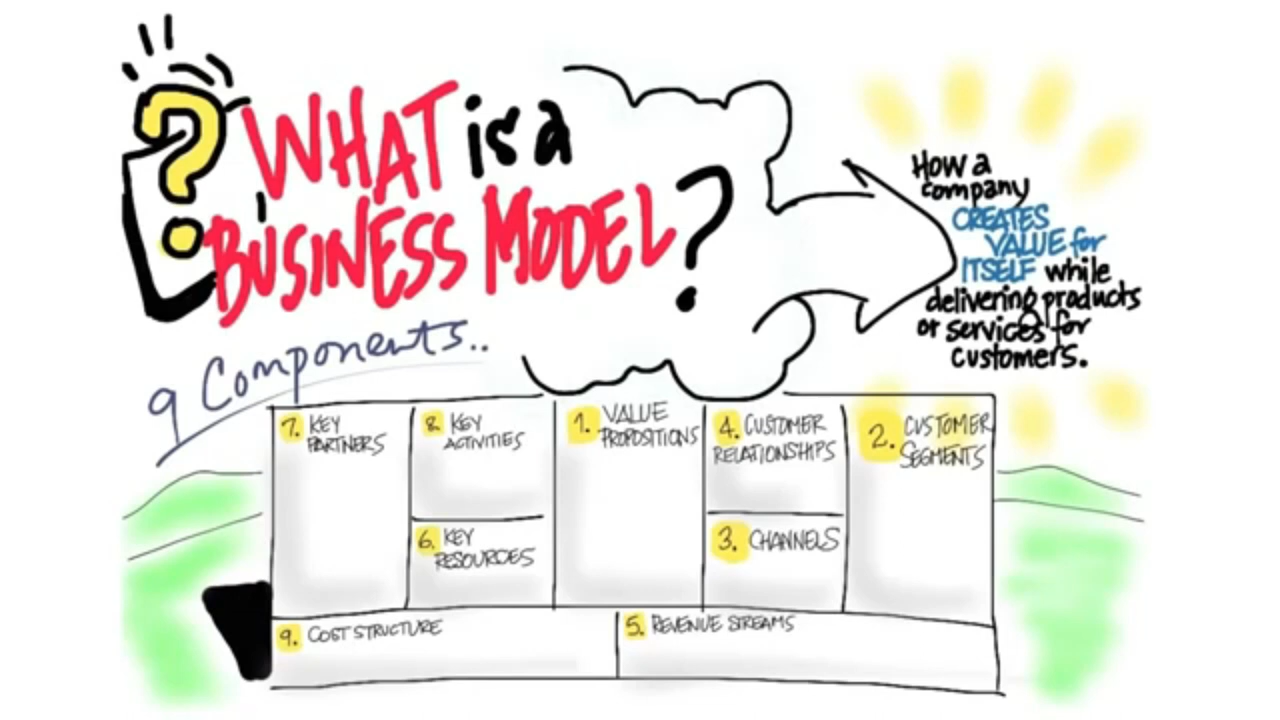 ?
WHAT is a
BUSINESS MODEL?
How a
company
CREATES
VALUE for
ITSELF while
delivering products
or services for
customers.
9 Components..
7. KEY
PARTNERS
8. KEY
ACTIVITIES
6. KEY
RESOURCES
1. VALUE
PROPOSITIONS
4. CUSTOMER
RELATIONSHIPS
3. CHANNELS
2. CUSTOMER
SEGMENTS
9. COST STRUCTURE
5. REVENUE STREAMS